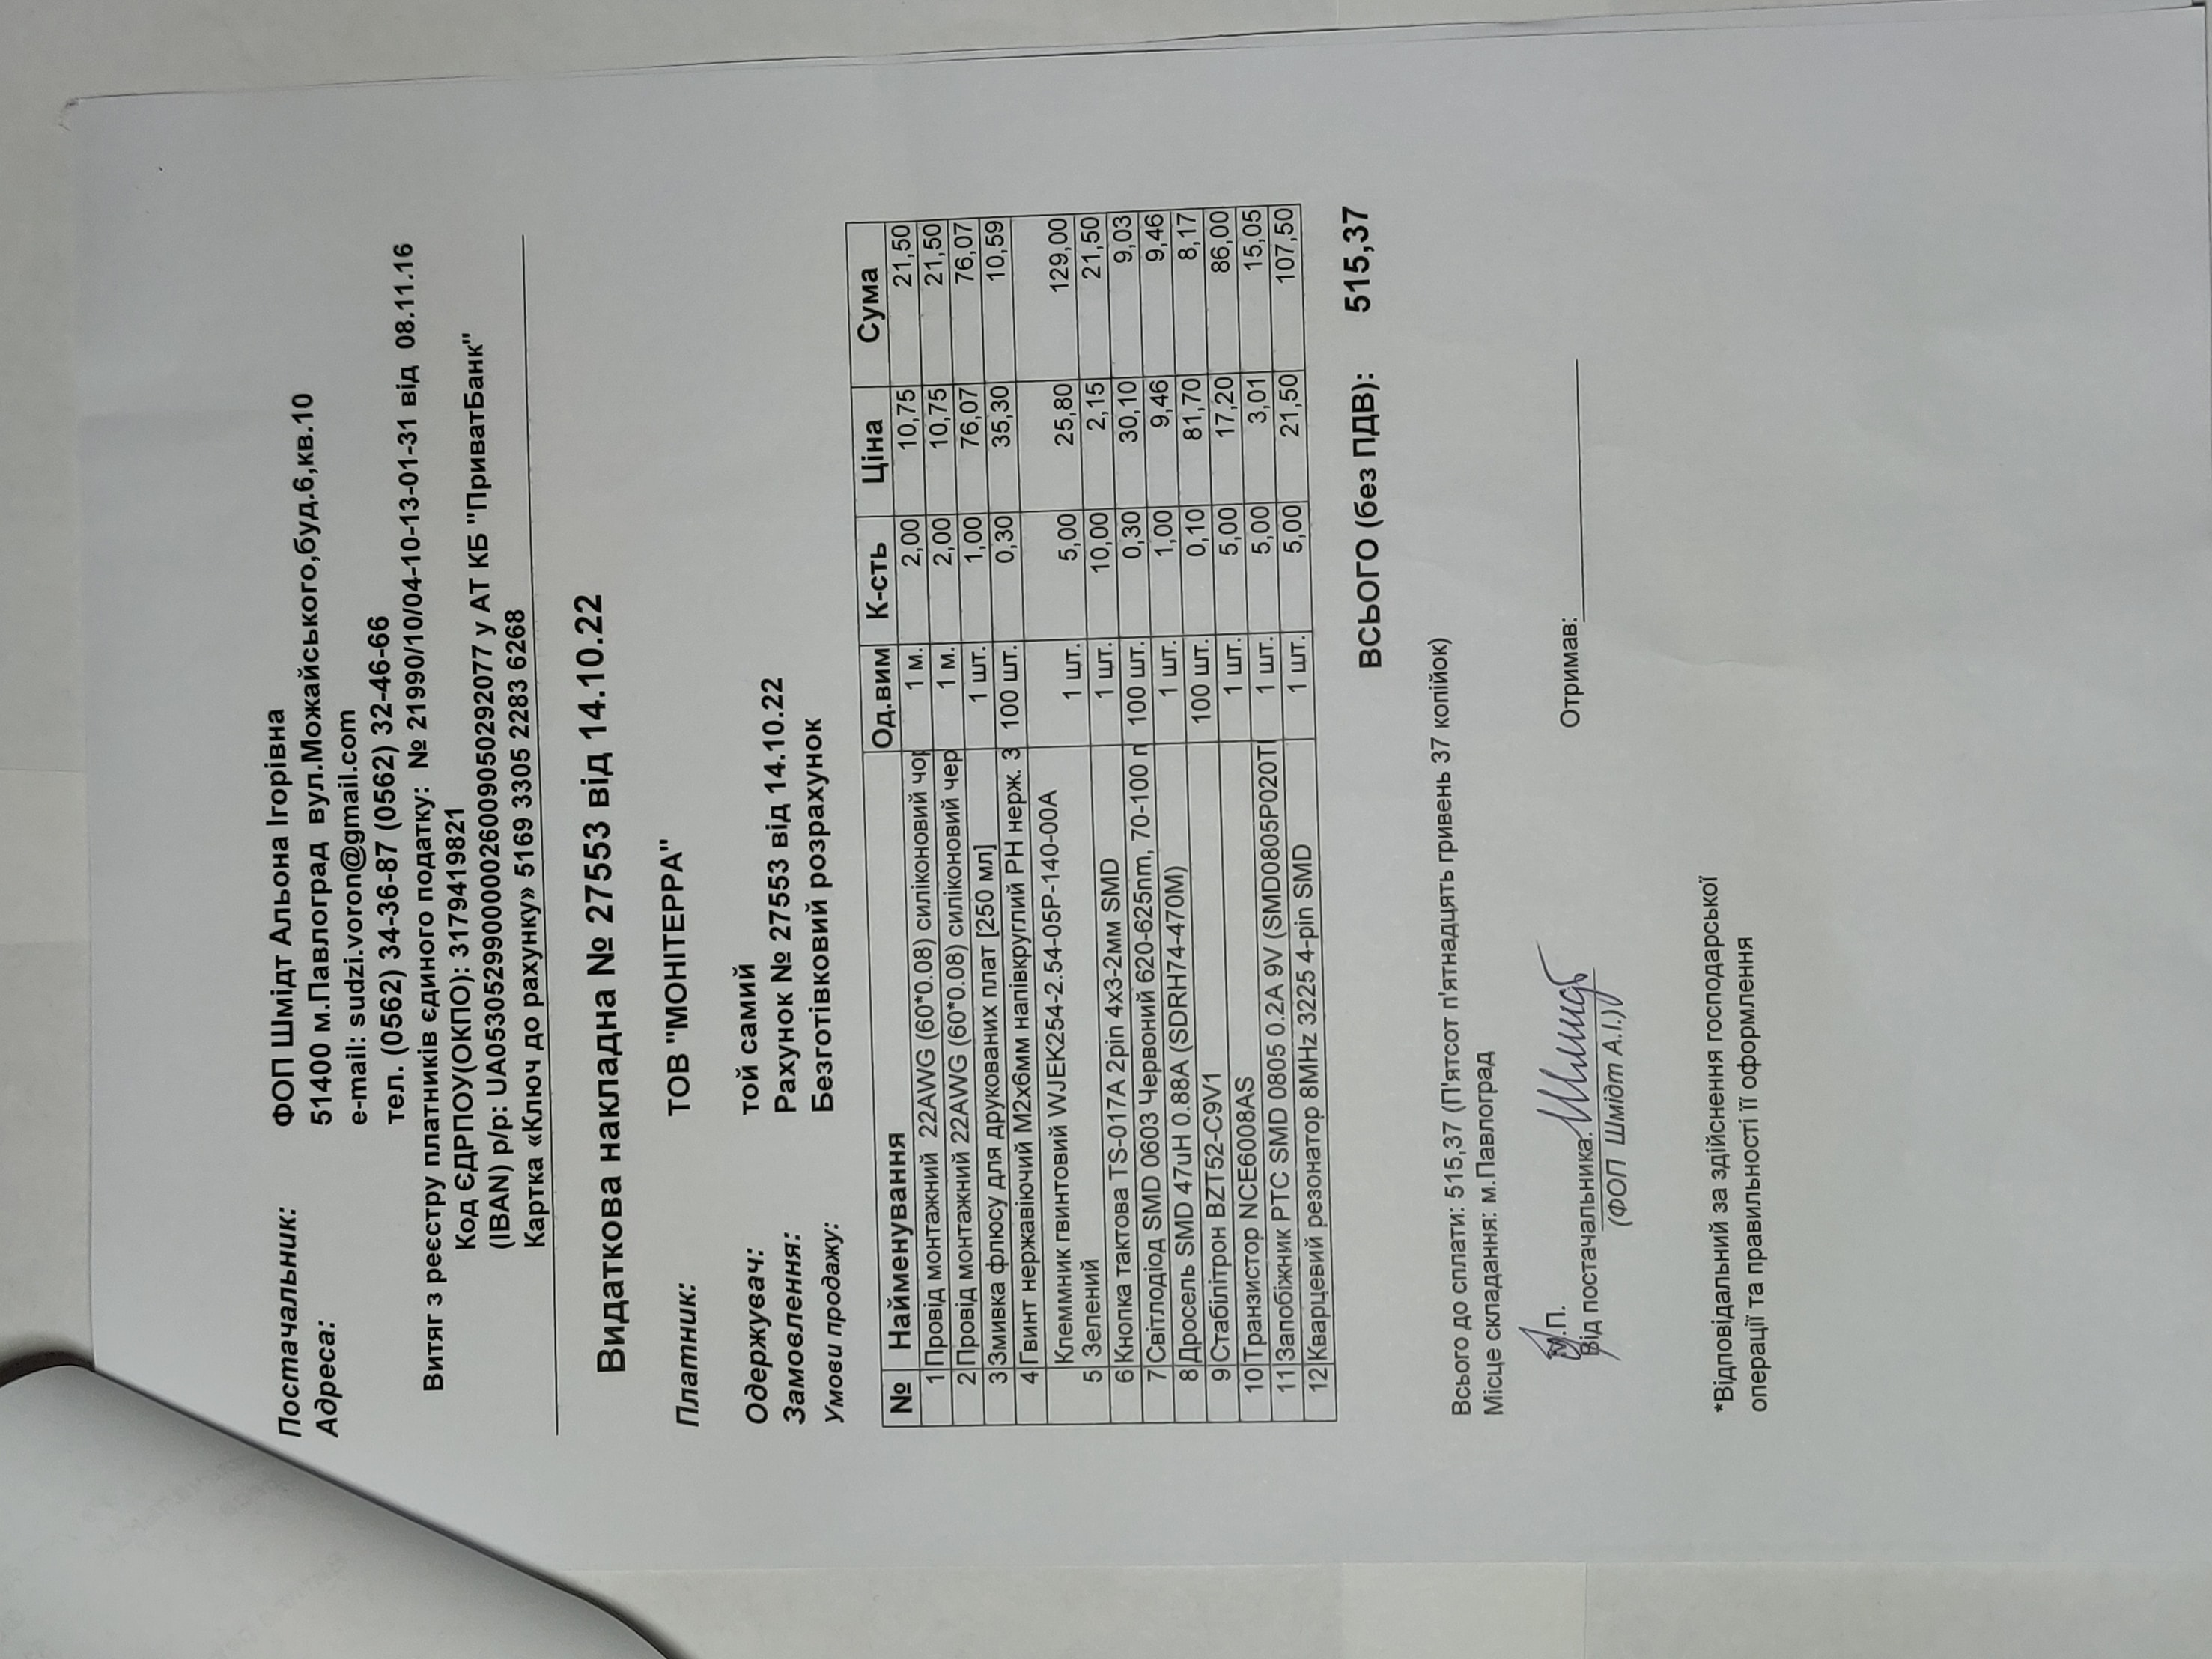 Постачальник: ФОП Шмідт Альона Ігорівна
Адреса: 51400 м.Павлоград вул.Можайського,буд.6,кв.10
e-mail: sudzi.voron@gmail.com
тел. (0562) 34-36-87 (0562) 32-46-66
Витяг з реєстру платників єдиного податку: № 21990/10/04-10-13-01-31 від 08.11.16
Код ЄДРПОУ(ОКПО): 3179419821
(IBAN) р/р: UA053052990000026009050292077 у АТ КБ "ПриватБанк"
Картка «Ключ до рахунку» 5169 3305 2283 6268
Видаткова накладна № 27553 від 14.10.22
Платник: ТОВ "МОНІТЕРРА"
Одержувач: той самий
Замовлення: Рахунок № 27553 від 14.10.22
Умови продажу: Безготівковий розрахунок
№ Найменування Од.вим К-сть Ціна Сума
1 Провід монтажний 22AWG (60*0.08) силіконовий чор 1 м. 2,00 10,75 21,50
2 Провід монтажний 22AWG (60*0.08) силіконовий чер 1 м. 2,00 10,75 21,50
3 Змивка флюсу для друкованих плат [250 мл] 1 шт. 1,00 76,07 76,07
4 Гвинт нержавіючий М2х6мм напівкруглий PH нерж. 3 100 шт. 0,30 35,30 10,59
Клеммник гвинтовий WJEK254-2.54-05P-140-00A
5 Зелений 1 шт. 5,00 25,80 129,00
6 Кнопка тактова TS-017A 2pin 4x3-2мм SMD 1 шт. 10,00 2,15 21,50
7 Світлодіод SMD 0603 Червоний 620-625nm, 70-100 100 шт. 0,30 30,10 9,03
8 Дросель SMD 47uH 0.88A (SDRH74-470M) 1 шт. 1,00 9,46 9,46
9 Стабілітрон BZT52-C9V1 100 шт. 0,10 81,70 8,17
10 Транзистор NCE6008AS 1 шт. 5,00 17,20 86,00
11 Запобіжник PTC SMD 0805 0.2A 9V (SMD0805P020T 1 шт. 5,00 3,01 15,05
12 Кварцевий резонатор 8MHz 3225 4-pin SMD 1 шт. 5,00 21,50 107,50
ВСЬОГО (без ПДВ): 515,37
Всього до сплати: 515,37 (П'ятсот п'ятнадцять гривень 37 копійок)
Місце складання: м.Павлоград
М.П.
Від постачальника: Отримав:
(ФОП Шмідт А.І.)
*Відповідальний за здійснення господарської
операції та правильності її оформлення